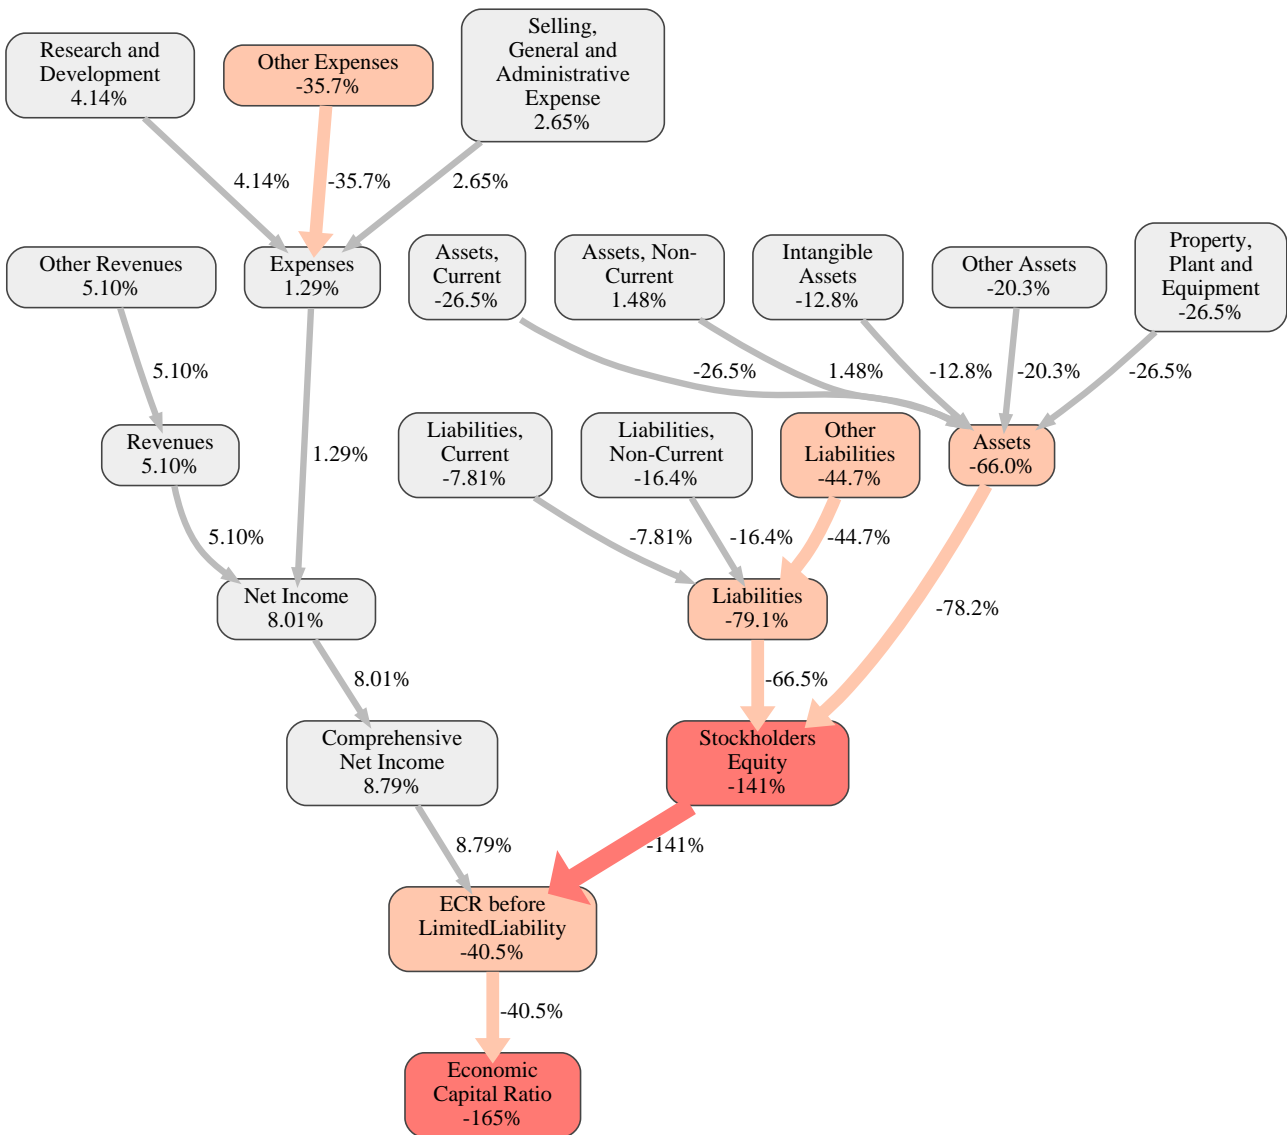 Research and
Development
4.14%
Other Expenses
-35.7%
Selling,
General and
Administrative
Expense
2.65%
4.14%
-35.7%
2.65%
Other Revenues
5.10%
Expenses
1.29%
Assets,
Current
-26.5%
Assets, Non-
Current
1.48%
Intangible
Assets
-12.8%
Other Assets
-20.3%
Property,
Plant and
Equipment
-26.5%
5.10%
-26.5%
1.48%
-12.8%
-20.3%
-26.5%
Revenues
5.10%
1.29%
Liabilities,
Current
-7.81%
Liabilities,
Non-Current
-16.4%
Other
Liabilities
-44.7%
Assets
-66.0%
5.10%
-7.81%
-16.4%
-44.7%
Net Income
8.01%
Liabilities
-79.1%
-78.2%
8.01%
-66.5%
Comprehensive
Net Income
8.79%
Stockholders
Equity
-141%
8.79%
-141%
ECR before
LimitedLiability
-40.5%
-40.5%
Economic
Capital Ratio
-165%